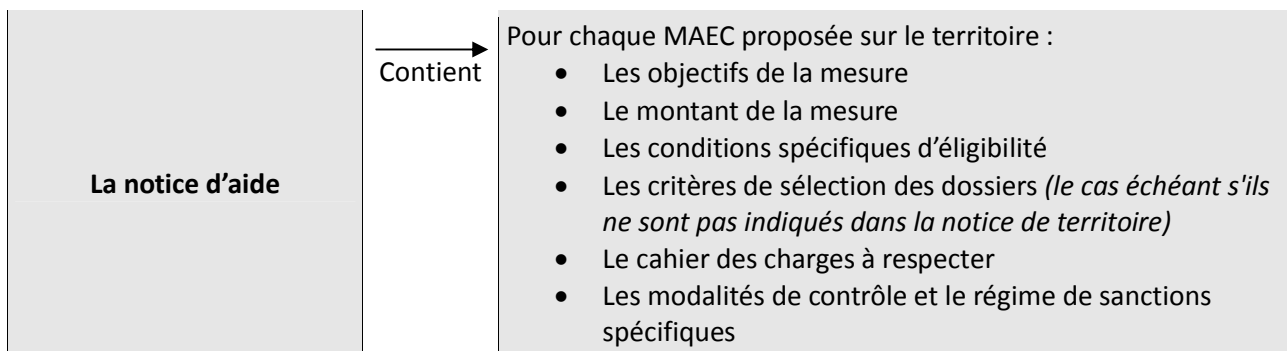 La notice d’aide
Contient
Pour chaque MAEC proposée sur le territoire :
• Les objectifs de la mesure
• Le montant de la mesure
• Les conditions spécifiques d’éligibilité
• Les critères de sélection des dossiers (le cas échéant s'ils
ne sont pas indiqués dans la notice de territoire)
• Le cahier des charges à respecter
• Les modalités de contrôle et le régime de sanctions
spécifiques